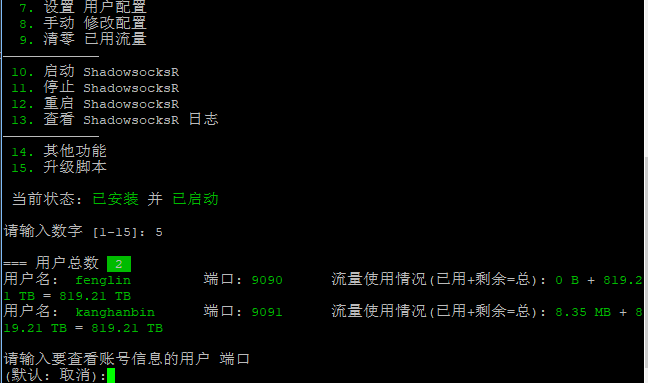 7. 设置 用户配置
8. 手动 修改配置
9. 清零 已用流量
10. 启动 ShadowsocksR
11. 停止 ShadowsocksR
12. 重启 ShadowsocksR
13. 查看 ShadowsocksR 日志
14. 其他功能
15. 升级脚本
当前状态: 已安装 并 已启动
请输入数字 [1-15]: 5
=== 用户总数 2
用户名: fenglin 端口: 9090 流量使用情况(已用+剩余=总): 0 B + 819.2
1 TB = 819.21 TB
用户名: kanghanbin 端口: 9091 流量使用情况(已用+剩余=总): 8.35 MB + 8
19.21 TB = 819.21 TB
请输入要查看账号信息的用户 端口
(默认: 取消):